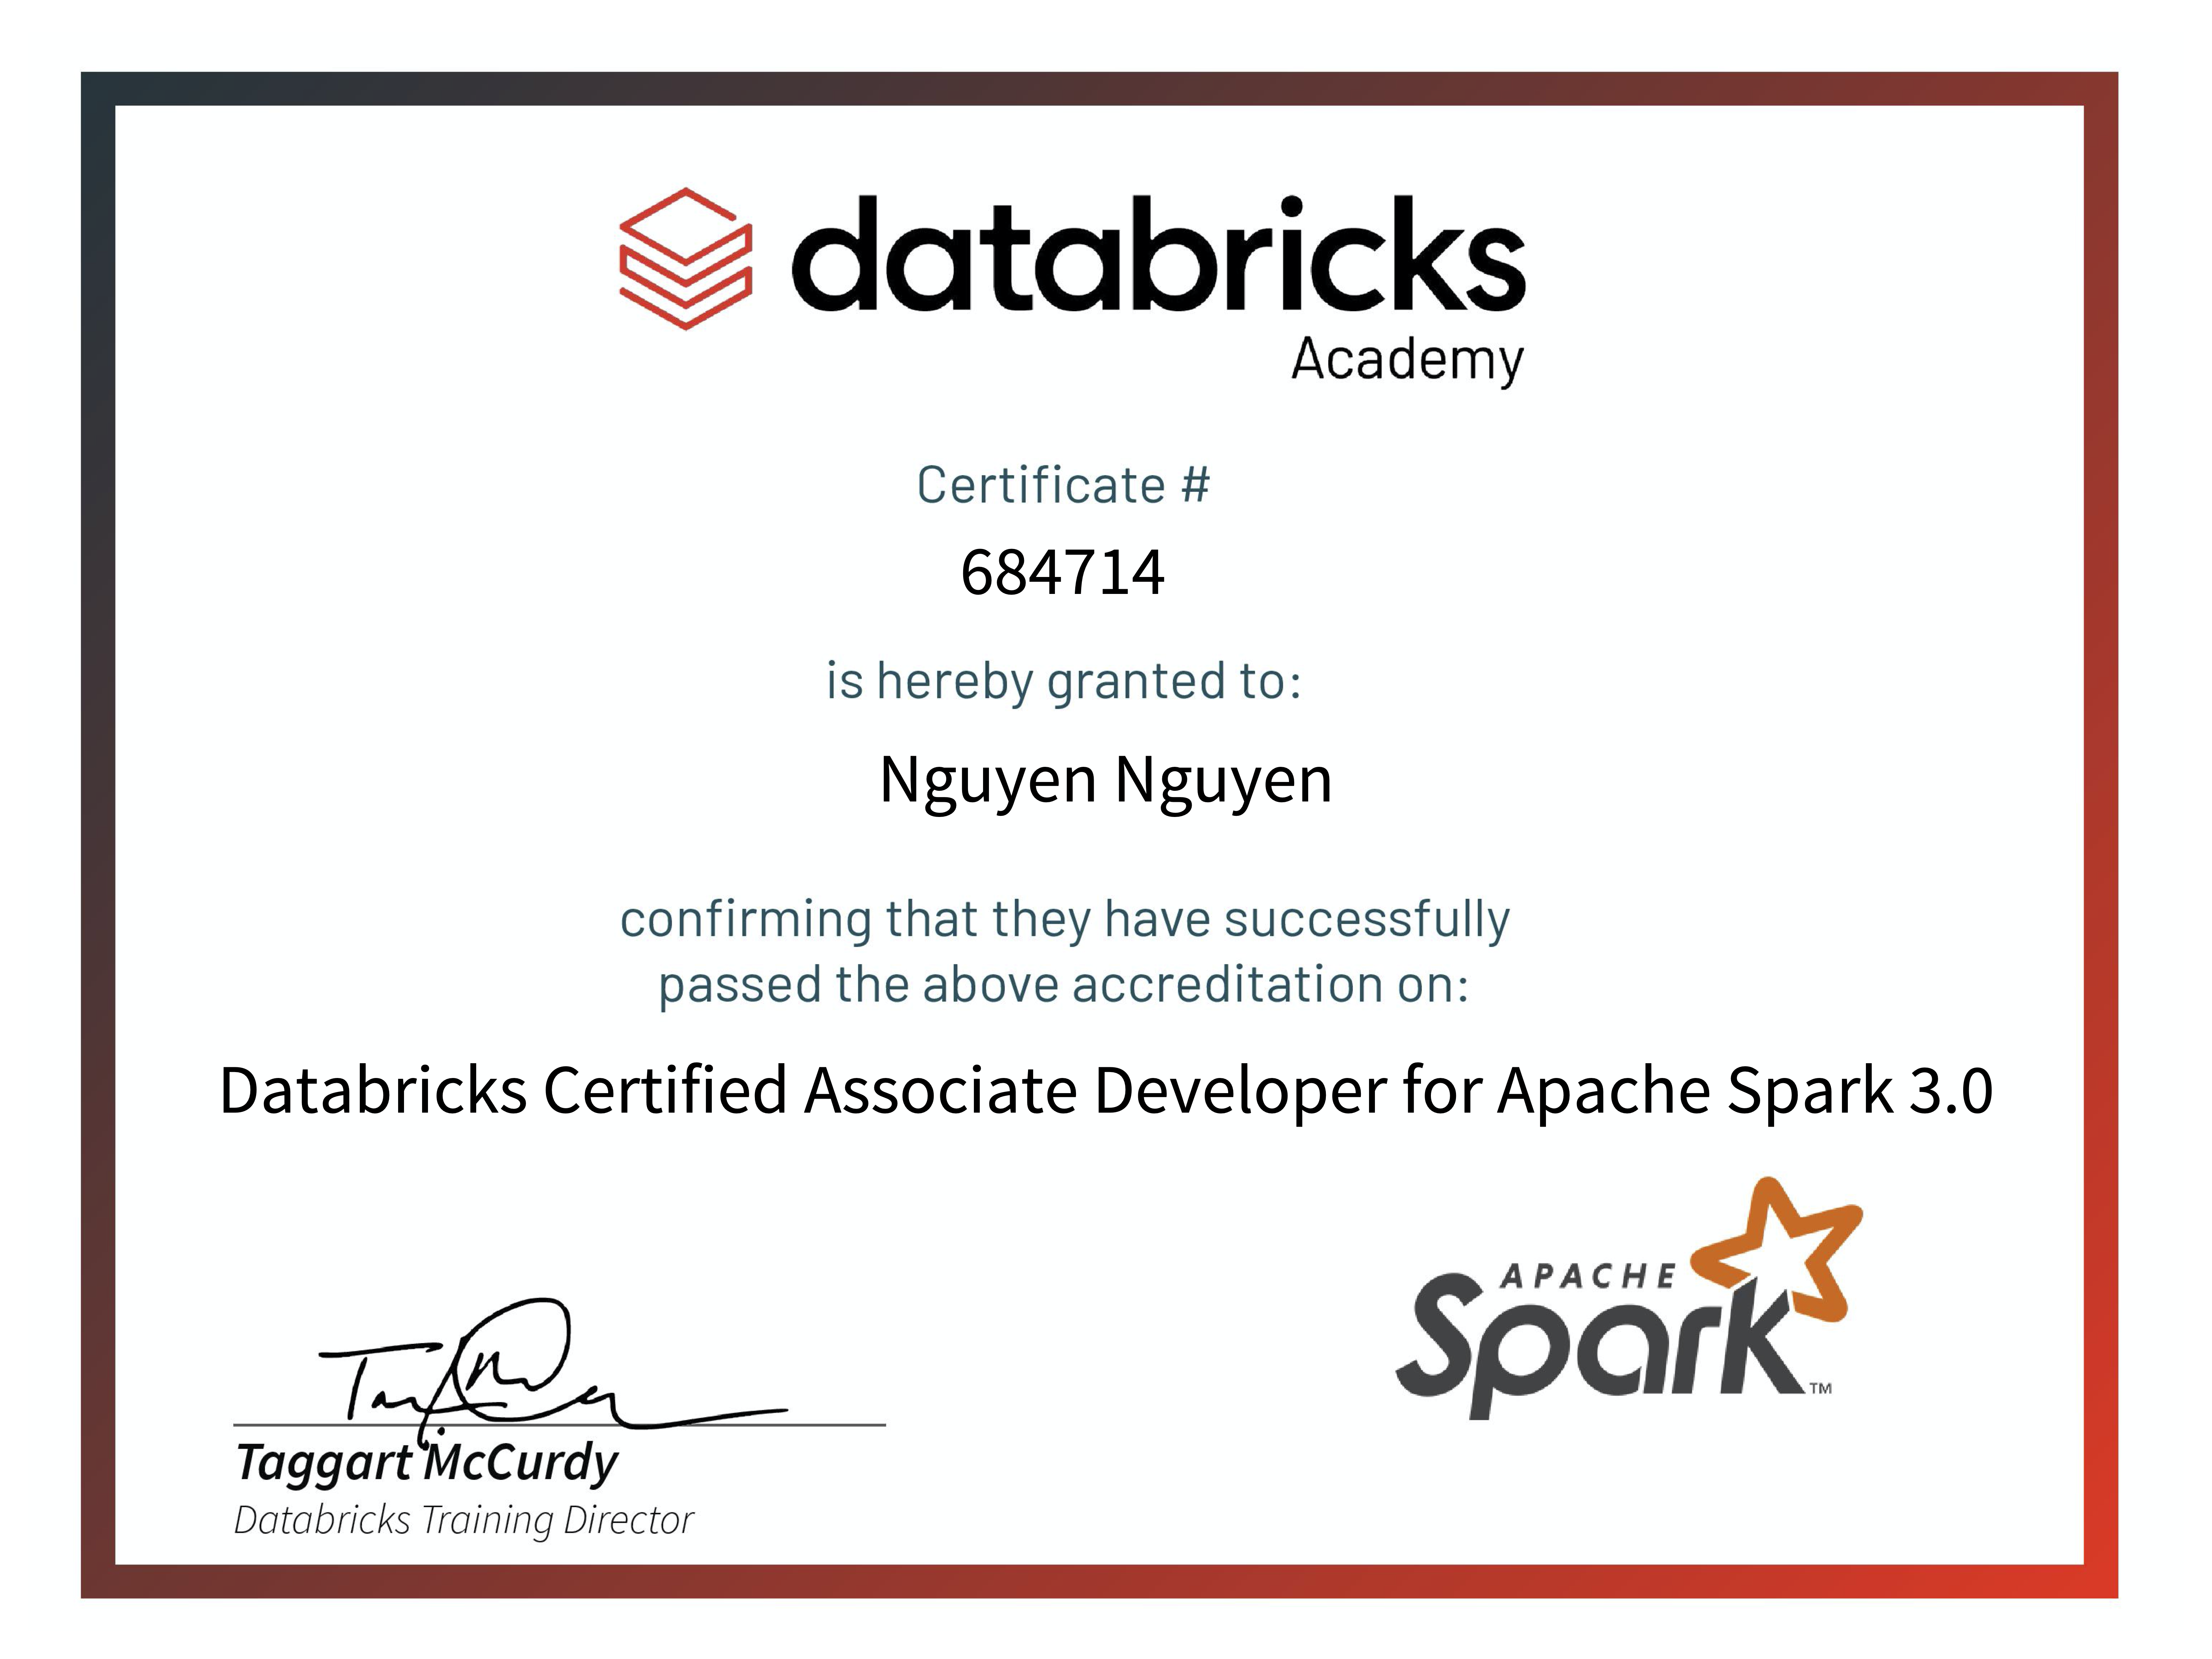 databricks
Academy
Certificate #
684714
is hereby granted to:
Nguyen Nguyen
confirming that they have successfully
passed the above accreditation on:
Databricks Certified Associate Developer for Apache Spark 3.0
APACHE
Spark™
Taggart McCurdy
Databricks Training Director